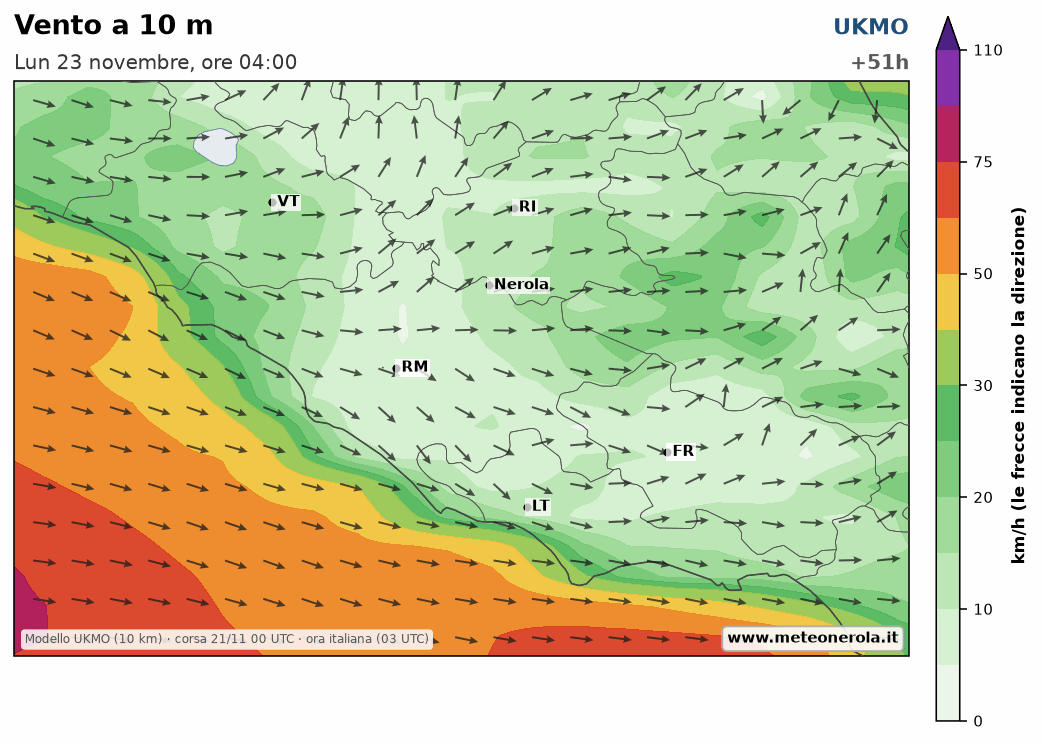 Vento a 10 m
UKMO
Lun 23 novembre, ore 04:00
+51h
VT
RI
Nerola
RM
FR
LT
Modello UKMO (10 km) · corsa 21/11 00 UTC · ora italiana (03 UTC)
www.meteonerola.it
110
75
50
30
20
10
0
km/h (le frecce indicano la direzione)